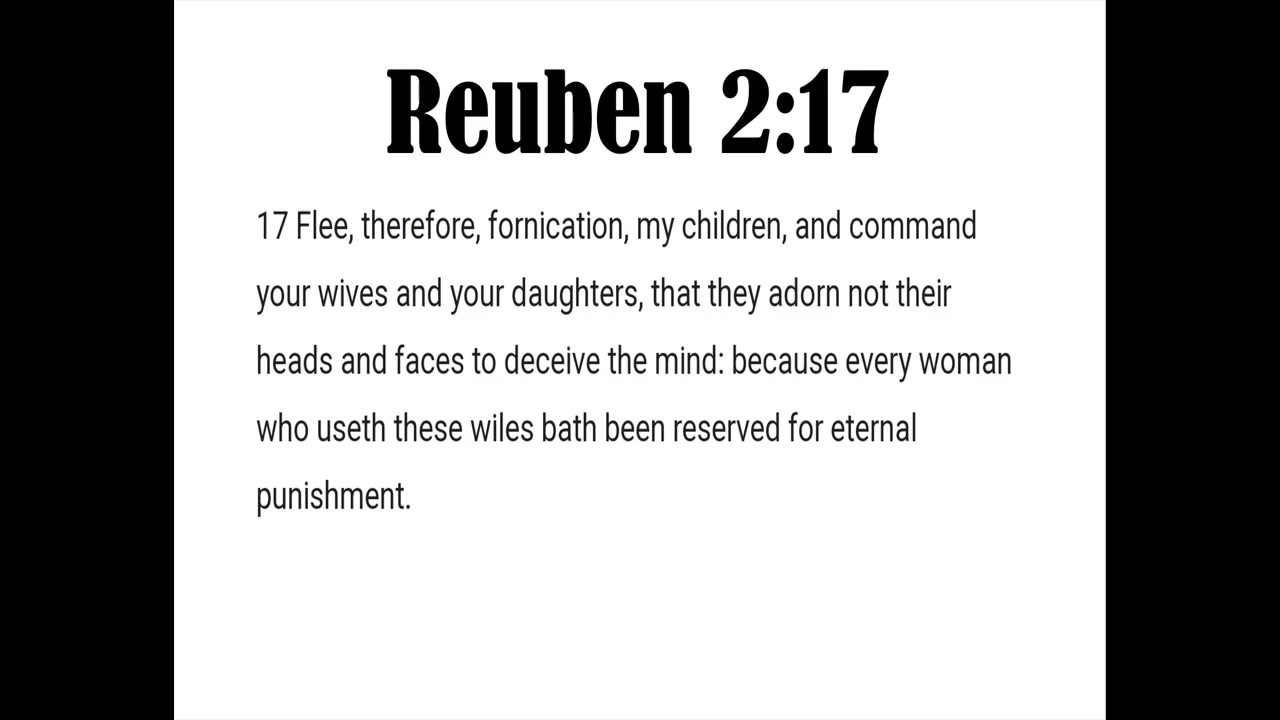 Reuben 2:17
17 Flee, therefore, fornication, my children, and command
your wives and your daughters, that they adorn not their
heads and faces to deceive the mind: because every woman
who useth these wiles bath been reserved for eternal
punishment.